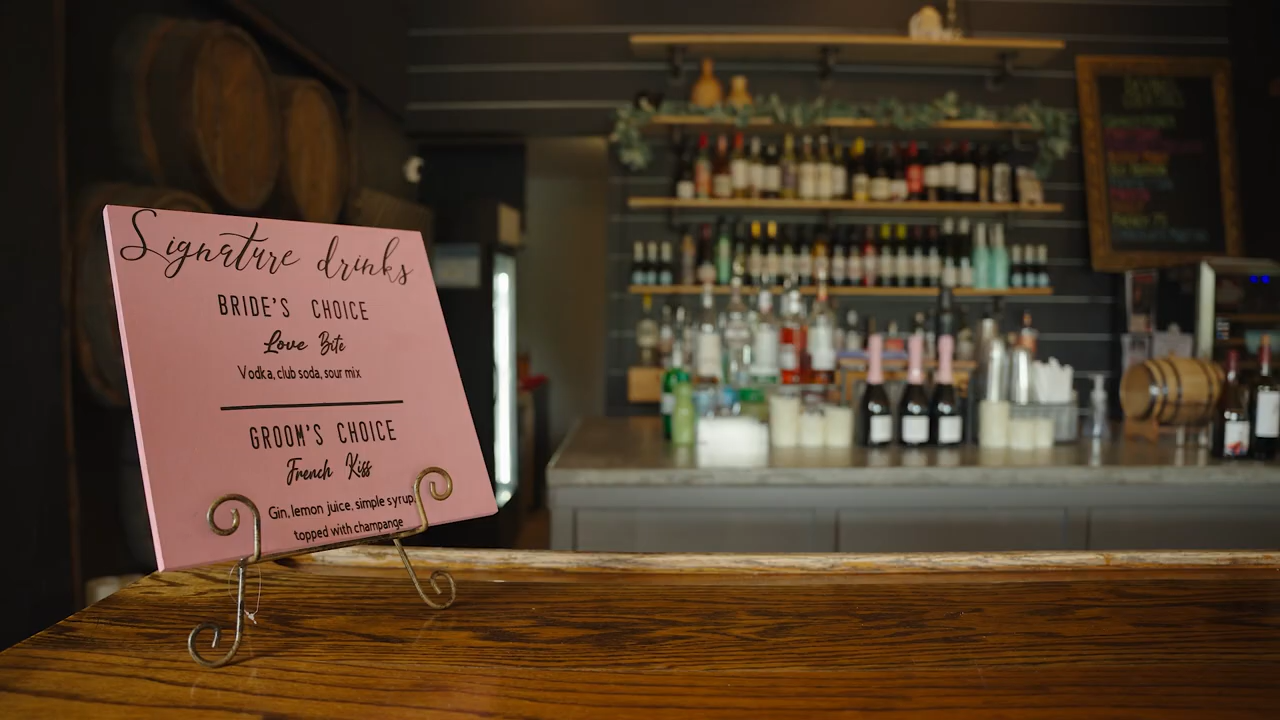 Signature drinks
BRIDE'S CHOICE
Love Bite
Vodka, club soda, sour mix
GROOM'S CHOICE
French Kiss
Gin, lemon juice, simple syrup,
topped with champange